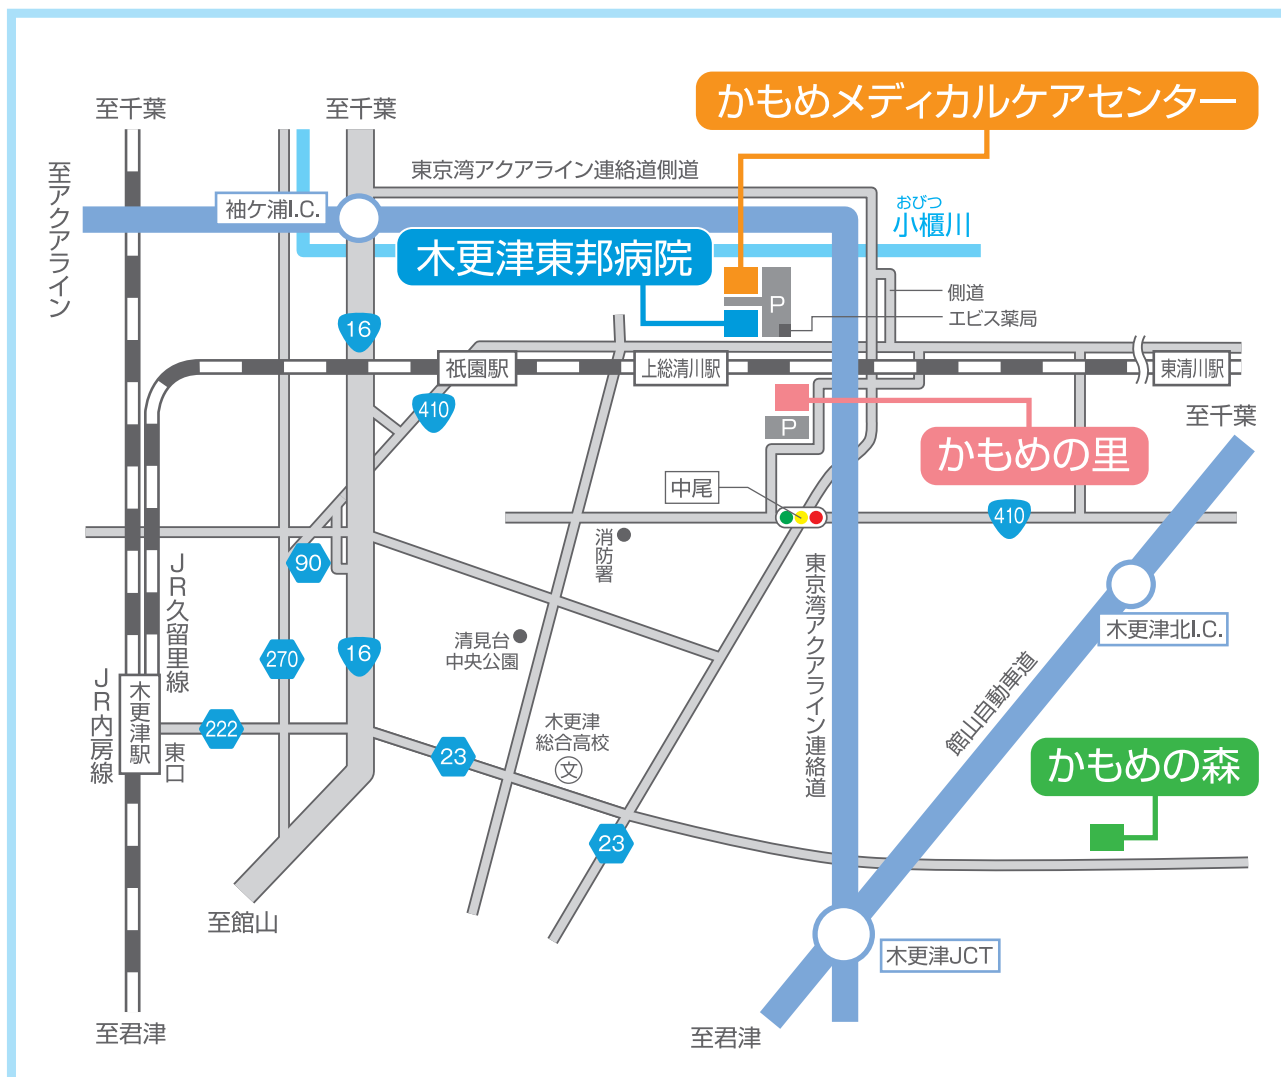 かもめメディカルケアセンター
至千葉
至千葉
東京湾アクアライン連絡道側道
至アクアライン
袖ケ浦I.C.
おびつ
小櫃川
木更津東邦病院
側道
P
エビス薬局
16
祇園駅
上総清川駅
東清川駅
410
P
至千葉
かもめの里
中尾
410
消防署
90
JR久留里線
東京湾アクアライン連絡道
木更津北I.C.
清見台
中央公園
270
16
館山自動車道
JR内房線
木更津駅
東口
222
23
木更津
総合高校
文
かもめの森
23
至館山
木更津JCT
至君津
至君津